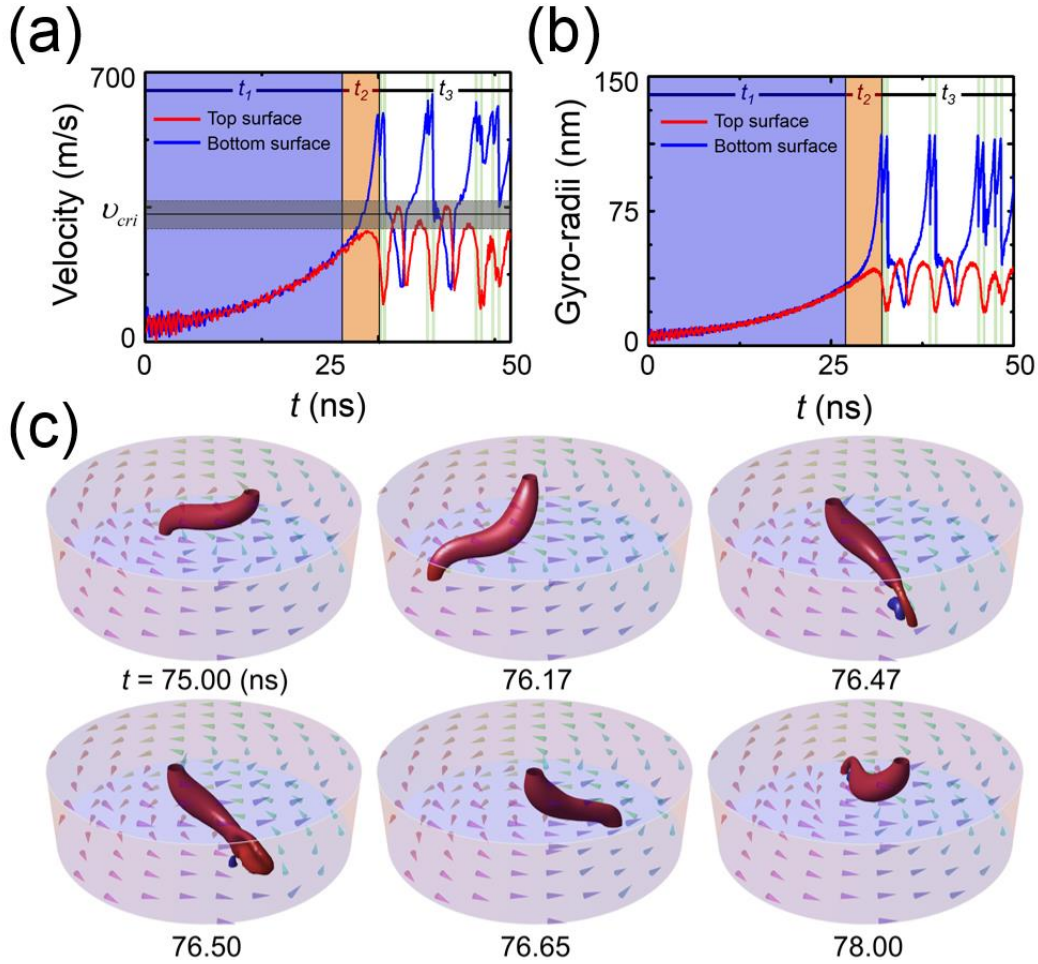 (a)
Velocity (m/s)
700
υcri
0
t1
t2
t3
Top surface
Bottom surface
0
25
50
t (ns)
(b)
Gyro-radii (nm)
150
75
0
t1
t2
t3
Top surface
Bottom surface
0
25
50
t (ns)
(c)
t = 75.00 (ns)
76.17
76.47
76.50
76.65
78.00